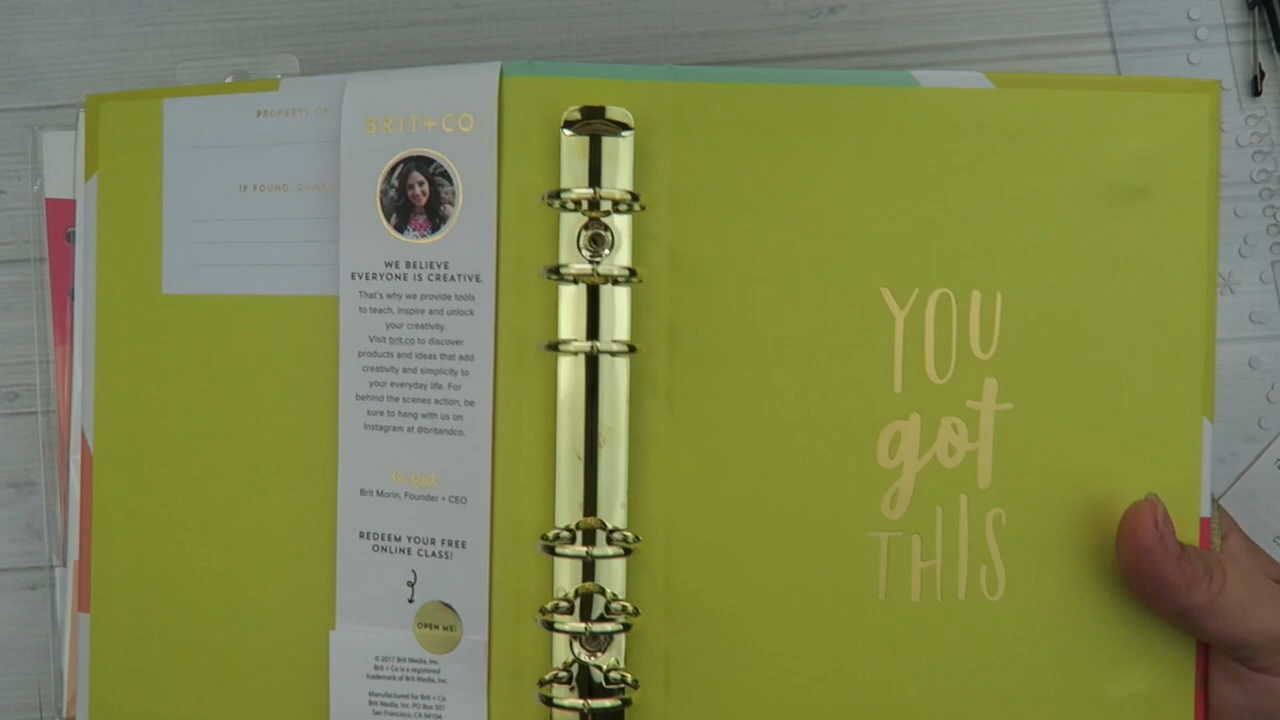 PROPERTY OF
IF FOUND,
BRIT+CO
WE BELIEVE
EVERYONE IS CREATIVE.
That's why we provide tools
to teach, inspire and unlock
your creativity.
Visit brit.co to discover
products and ideas that add
creativity and simplicity to
your everyday life. For
behind the scenes action, be
sure to hang with us on
Instagram at @britandco.
Brit Morin, Founder + CEO
REDEEM YOUR FREE
ONLINE CLASS!
OPEN ME!
© 2017 Brit Media, Inc.
Brit + Co is a registered
trademark of Brit Media, Inc.
Manufactured for Brit + Co
Brit Media, Inc. PO Box 501
San Francisco, CA 94104
YOU
got
THIS